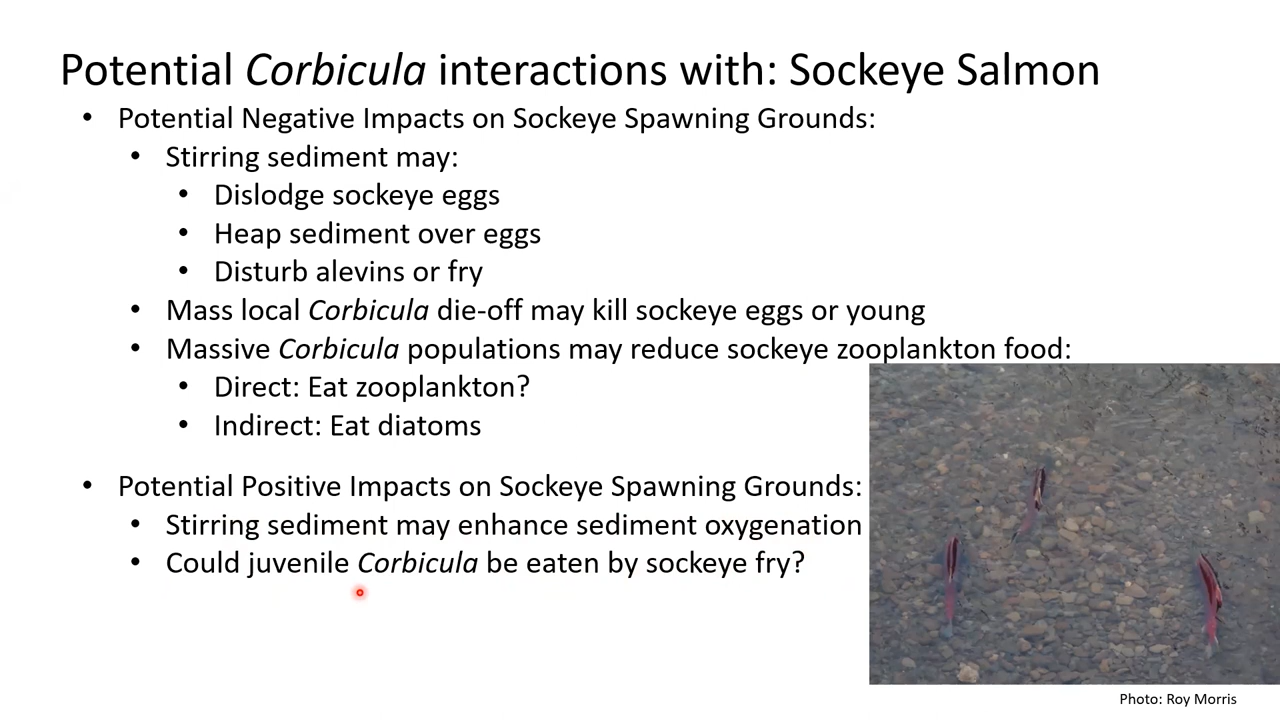 Potential Corbicula interactions with: Sockeye Salmon
• Potential Negative Impacts on Sockeye Spawning Grounds:
• Stirring sediment may:
• Dislodge sockeye eggs
• Heap sediment over eggs
• Disturb alevins or fry
• Mass local Corbicula die-off may kill sockeye eggs or young
• Massive Corbicula populations may reduce sockeye zooplankton food:
• Direct: Eat zooplankton?
• Indirect: Eat diatoms
• Potential Positive Impacts on Sockeye Spawning Grounds:
• Stirring sediment may enhance sediment oxygenation
• Could juvenile Corbicula be eaten by sockeye fry?
Photo: Roy Morris